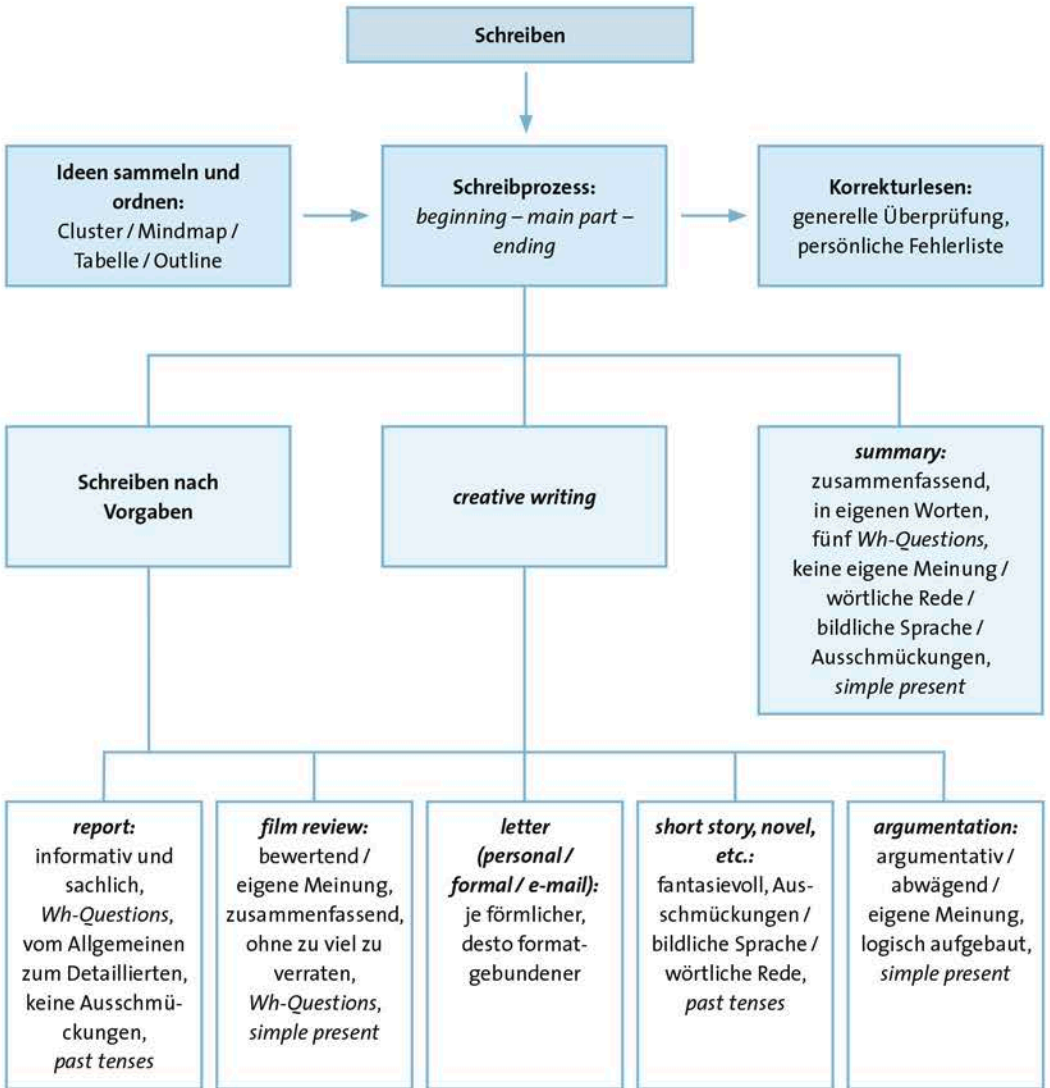 Schreiben
Ideen sammeln und
ordnen:
Cluster / Mindmap /
Tabelle / Outline
Schreibprozess:
beginning – main part –
ending
Korrekturlesen:
generelle Überprüfung,
persönliche Fehlerliste
Schreiben nach
Vorgaben
creative writing
summary:
zusammenfassend,
in eigenen Worten,
fünf Wh-Questions,
keine eigene Meinung /
wörtliche Rede /
bildliche Sprache /
Ausschmückungen,
simple present
report:
informativ und
sachlich,
Wh-Questions,
vom Allgemeinen
zum Detaillierten,
keine Ausschmü-
ckungen,
past tenses
film review:
bewertend /
eigene Meinung,
zusammenfassend,
ohne zu viel zu
verraten,
Wh-Questions,
simple present
letter
(personal /
formal / e-mail):
je förmlicher,
desto format-
gebundener
short story, novel,
etc.:
fantasievoll, Aus-
schmückungen /
bildliche Sprache /
wörtliche Rede,
past tenses
argumentation:
argumentativ /
abwägend /
eigene Meinung,
logisch aufgebaut,
simple present